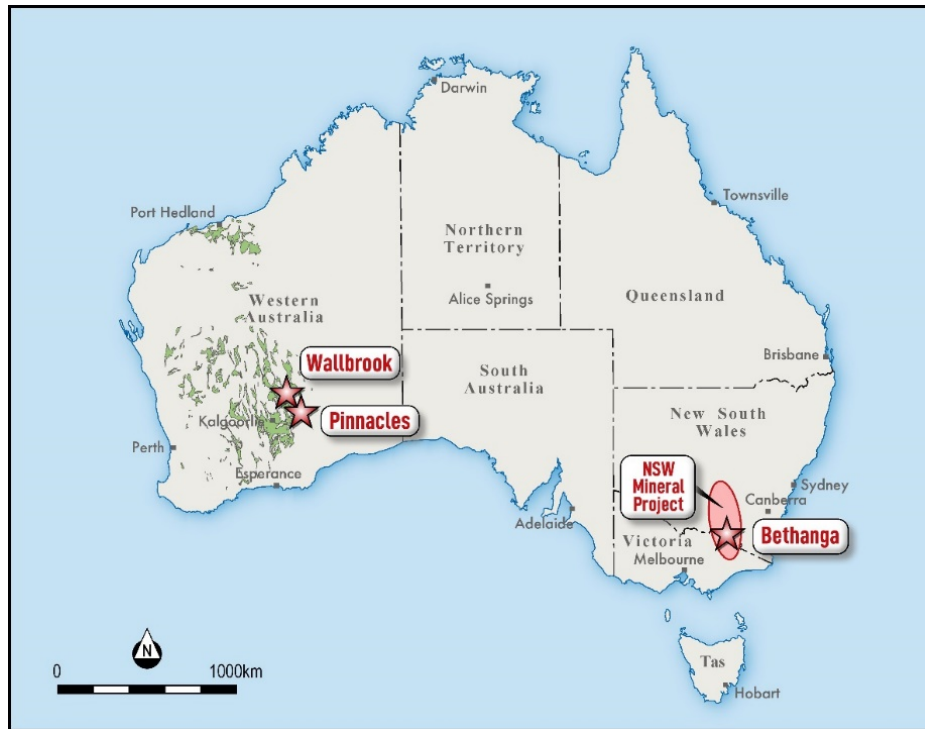 Darwin
Townsville
Port Hedland
Northern
Territory
Alice Springs
Queensland
Western
Australia
Brisbane
Wallbrook
South
Australia
New South
Wales
Kalgoorlie
Pinnacles
Perth
Esperance
NSW
Mineral
Project
Sydney
Canberra
Adelaide
Bethanga
Victoria
Melbourne
Tas
Hobart
N
0
1000km